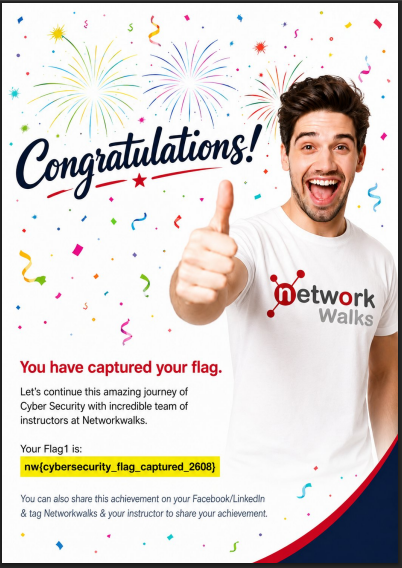 Congratulations!
network
Walks
You have captured your flag.
Let's continue this amazing journey of
Cyber Security with incredible team of
instructors at Networkwalks.
Your Flag1 is:
nw{cybersecurity_flag_captured_2608}
You can also share this achievement on your Facebook/LinkedIn
& tag Networkwalks & your instructor to share your achievement.